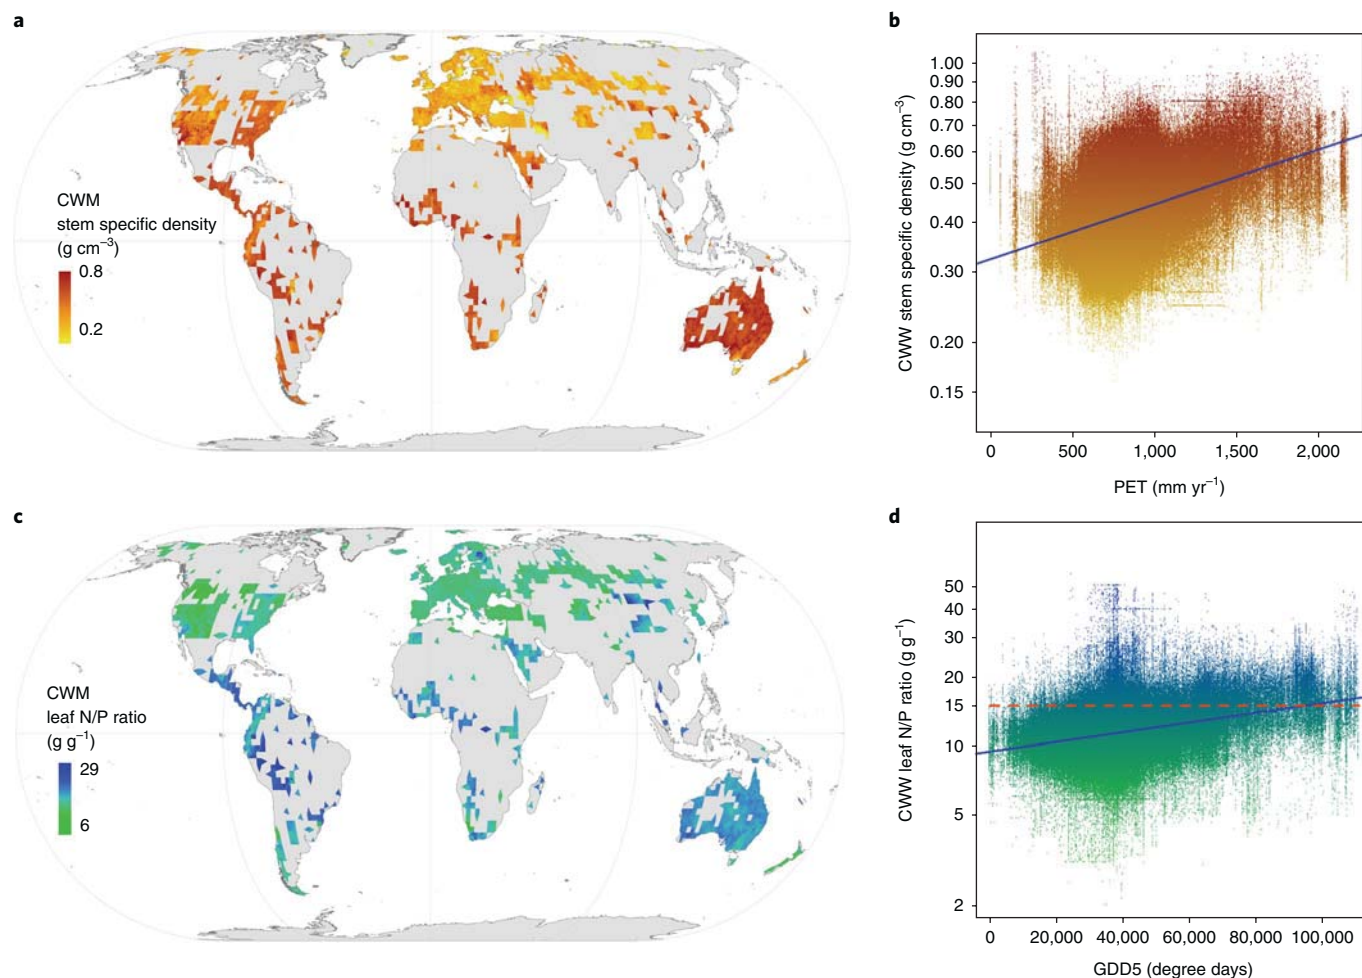 a
CWM
stem specific density
(g cm⁻³)
0.8
0.2
b
CWW stem specific density (g cm⁻³)
1.00
0.90
0.80
0.70
0.60
0.50
0.40
0.30
0.20
0.15
0
500
1,000
1,500
2,000
PET (mm yr⁻¹)
c
CWM
leaf N/P ratio
(g g⁻¹)
29
6
d
CWW leaf N/P ratio (g g⁻¹)
50
40
30
20
15
10
5
2
0
20,000
40,000
60,000
80,000
100,000
GDD5 (degree days)